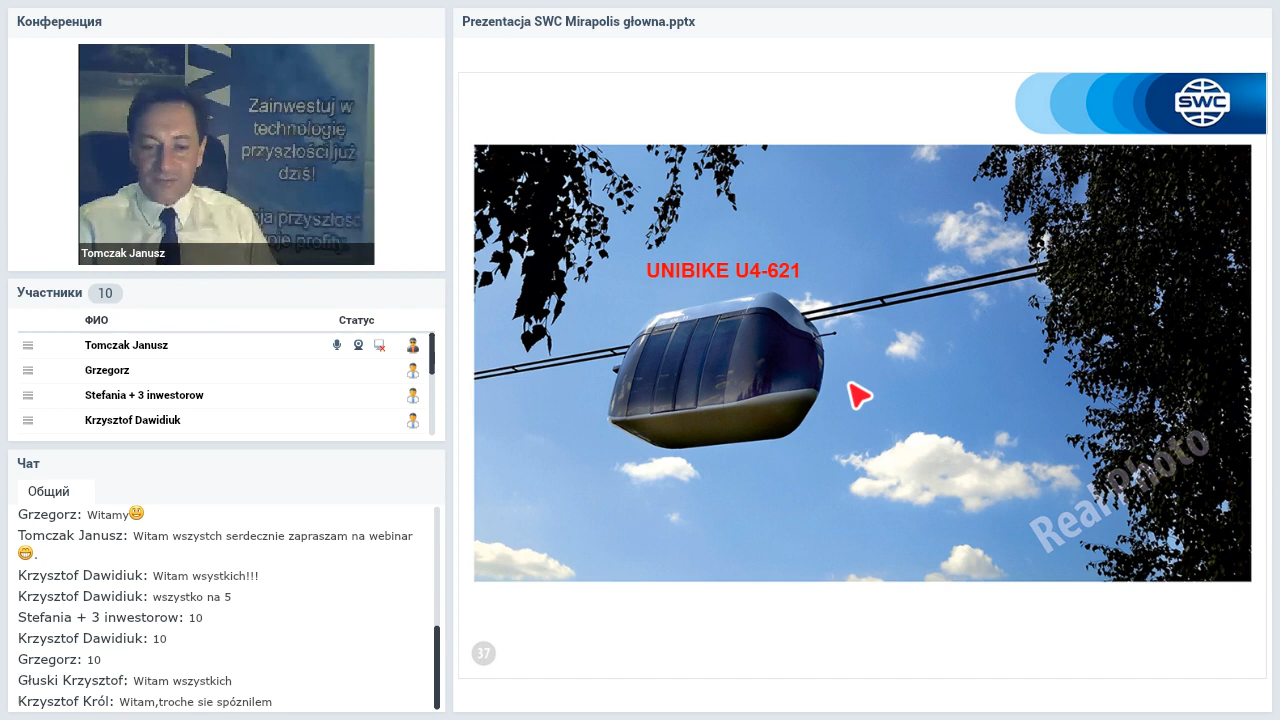 Конференция
Zainwestuj w
technologię
przyszłości już
dziś!
Tomczak Janusz
Участники 10
ФИО Статус
Tomczak Janusz
Grzegorz
Stefania + 3 inwestorow
Krzysztof Dawidiuk
Чат
Общий
Grzegorz: Witamy
Tomczak Janusz: Witam wszystch serdecznie zapraszam na webinar
.
Krzysztof Dawidiuk: Witam wsystkich!!!
Krzysztof Dawidiuk: wszystko na 5
Stefania + 3 inwestorow: 10
Krzysztof Dawidiuk: 10
Grzegorz: 10
Głuski Krzysztof: Witam wszystkich
Krzysztof Król: Witam,troche sie spóznilem
Prezentacja SWC Mirapolis głowna.pptx
SWC
UNIBIKE U4-621
Real Photo
37